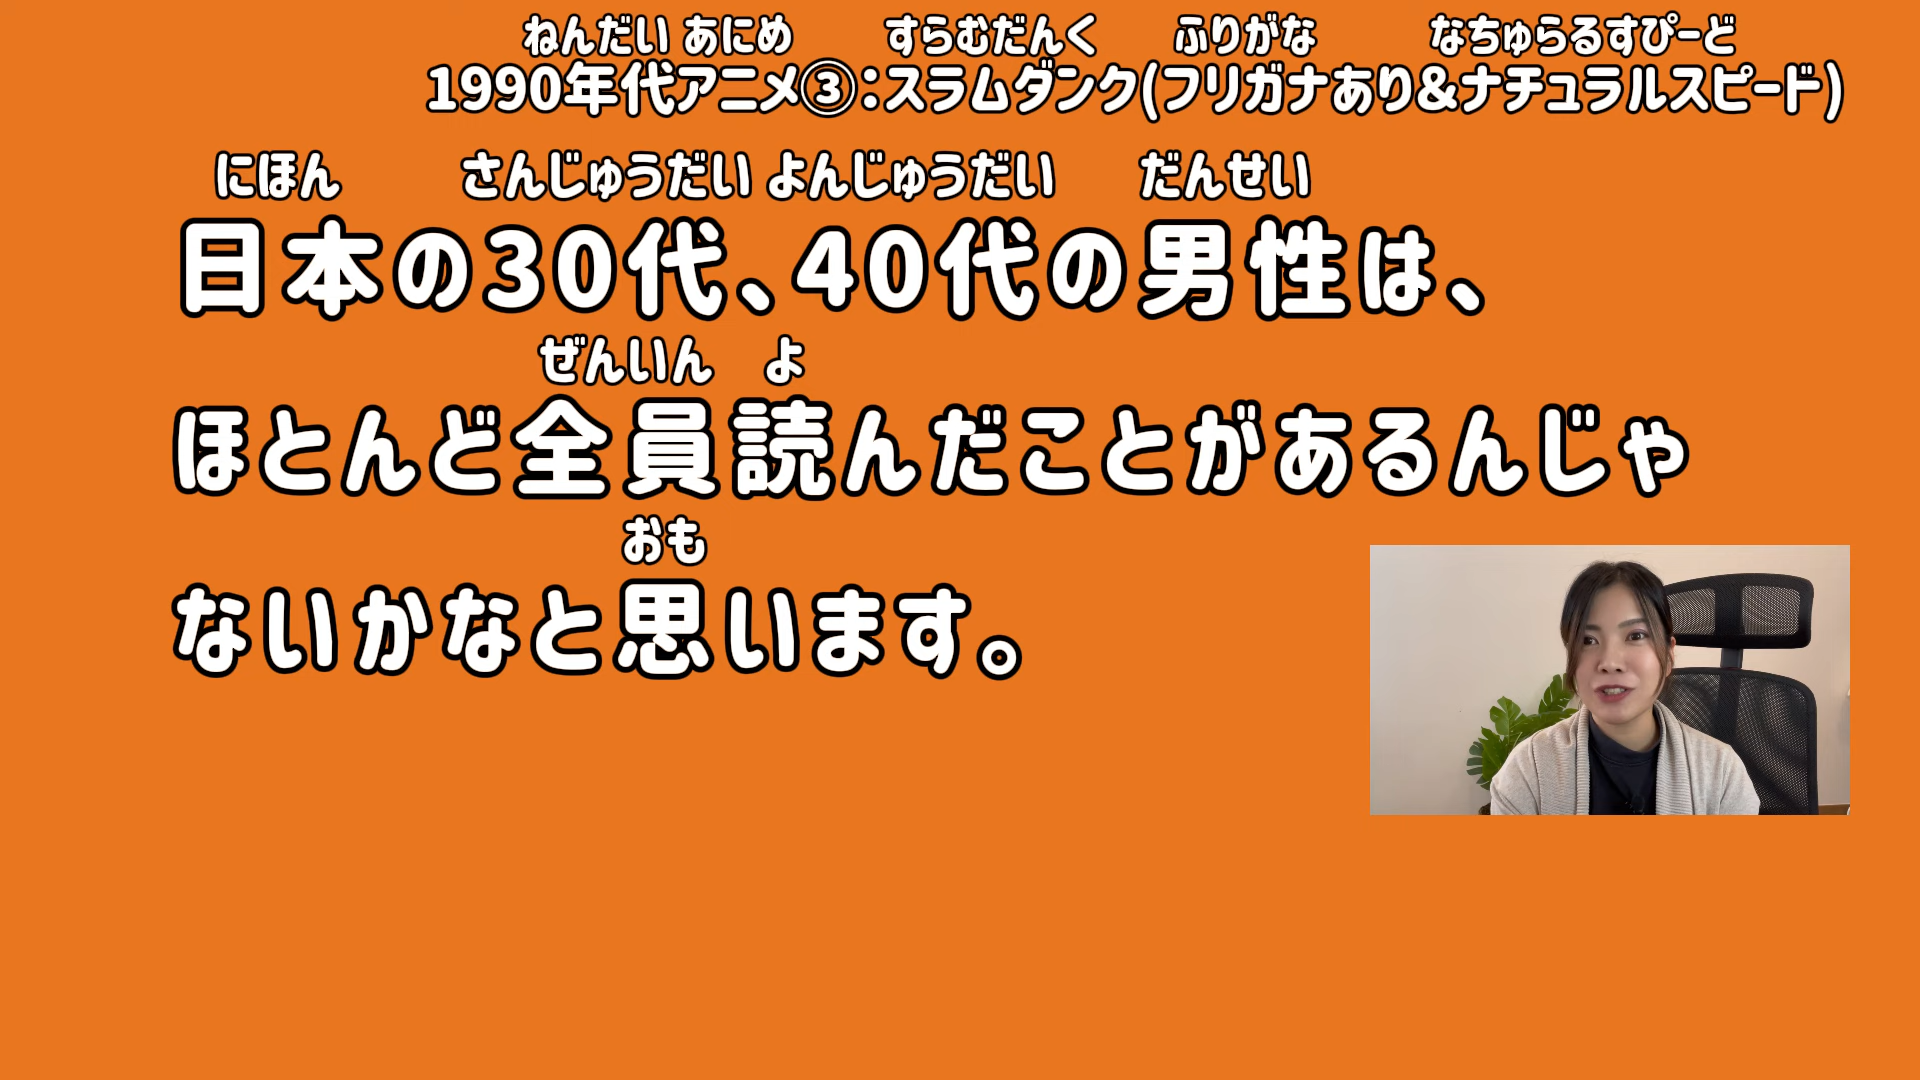 ねんだい あにめ すらむだんく ふりがな なちゅらるすぴーど
1990年代アニメ③：スラムダンク(フリガナあり&ナチュラルスピード)
にほん さんじゅうだい よんじゅうだい だんせい
日本の30代、40代の男性は、
ぜんいん よ
ほとんど全員読んだことがあるんじゃ
おも
ないかなと思います。